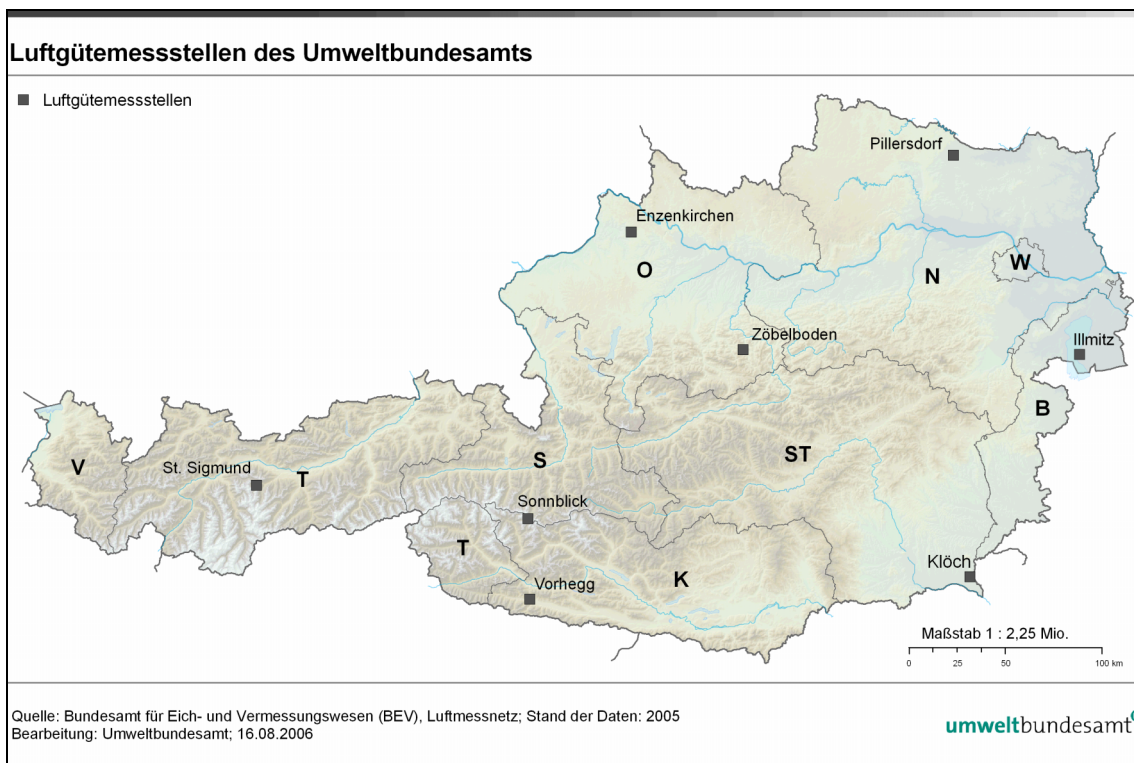 Luftgütemessstellen des Umweltbundesamts
Luftgütemessstellen
Pillersdorf
Enzenkirchen
O
N
W
Zöbelboden
Illmitz
B
V
St. Sigmund
T
S
ST
Sonnblick
T
K
Klöch
Vorhegg
Maßstab 1 : 2,25 Mio.
0 25 50 100 km
Quelle: Bundesamt für Eich- und Vermessungswesen (BEV), Luftmessnetz; Stand der Daten: 2005
Bearbeitung: Umweltbundesamt; 16.08.2006
umweltbundesamt